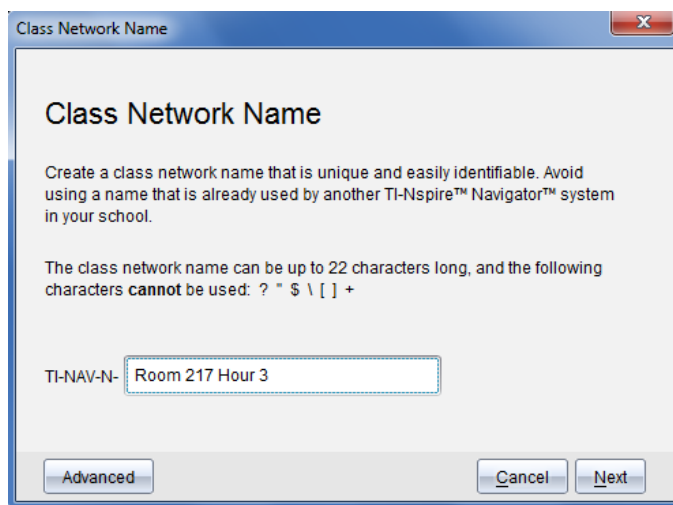 Class Network Name
x
Class Network Name
Create a class network name that is unique and easily identifiable. Avoid
using a name that is already used by another TI-Nspire™ Navigator™ system
in your school.
The class network name can be up to 22 characters long, and the following
characters cannot be used: ? " $ \ [ ] +
TI-NAV-N- Room 217 Hour 3
Advanced Cancel Next